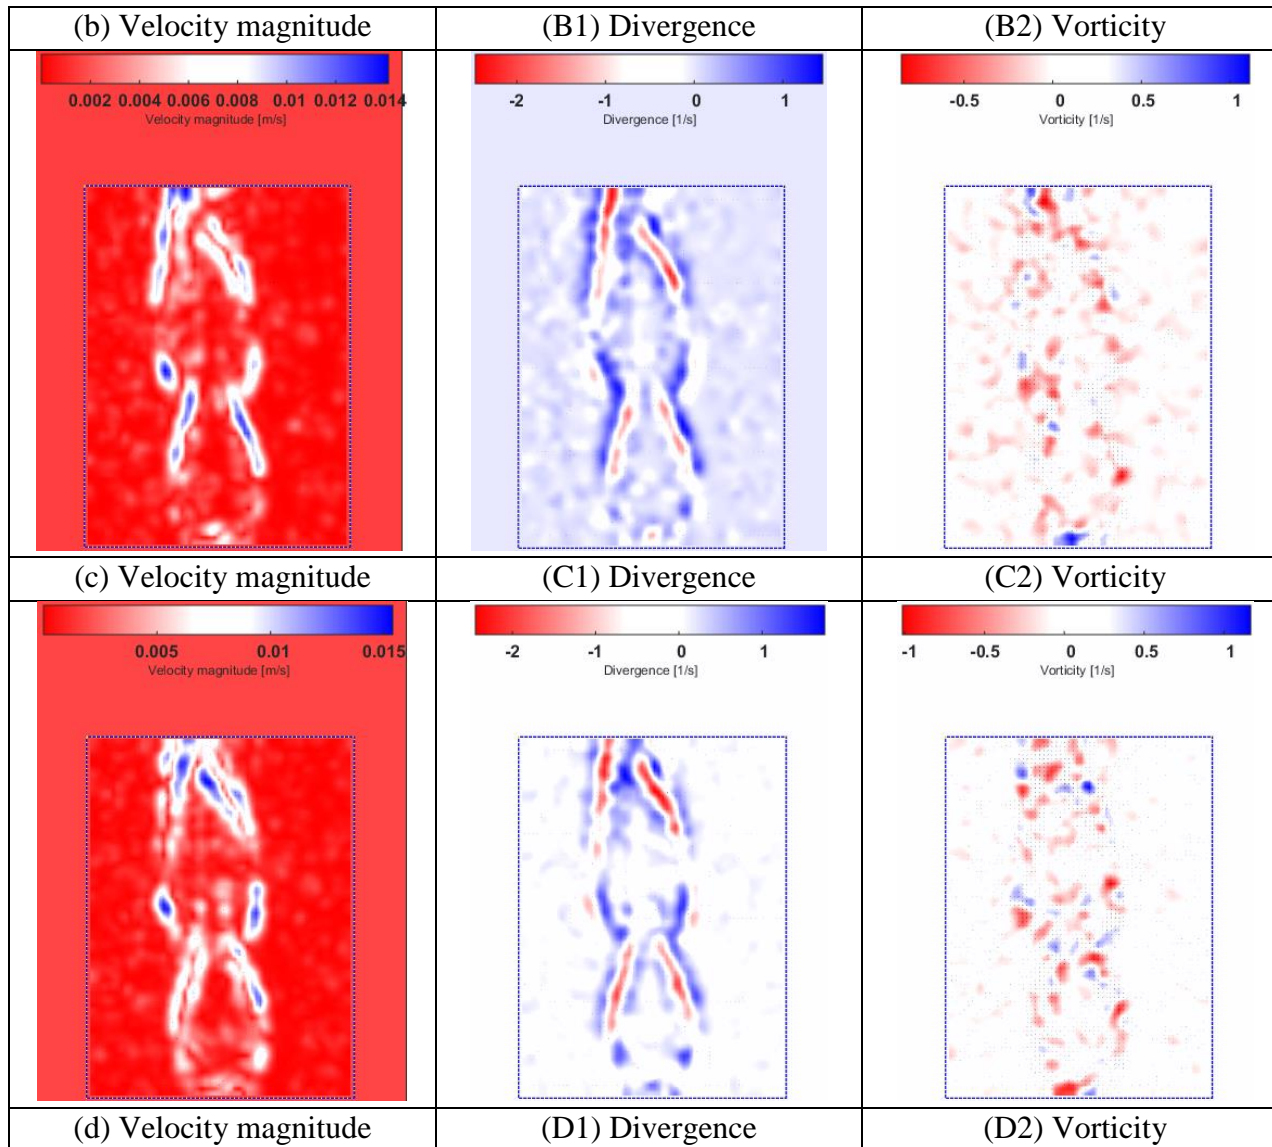 (b) Velocity magnitude (B1) Divergence (B2) Vorticity
0.002 0.004 0.006 0.008 0.01 0.012 0.014
Velocity magnitude [m/s]
-2 -1 0 1
Divergence [1/s]
-0.5 0 0.5 1
Vorticity [1/s]
(c) Velocity magnitude (C1) Divergence (C2) Vorticity
0.005 0.01 0.015
Velocity magnitude [m/s]
-2 -1 0 1
Divergence [1/s]
-1 -0.5 0 0.5 1
Vorticity [1/s]
(d) Velocity magnitude (D1) Divergence (D2) Vorticity